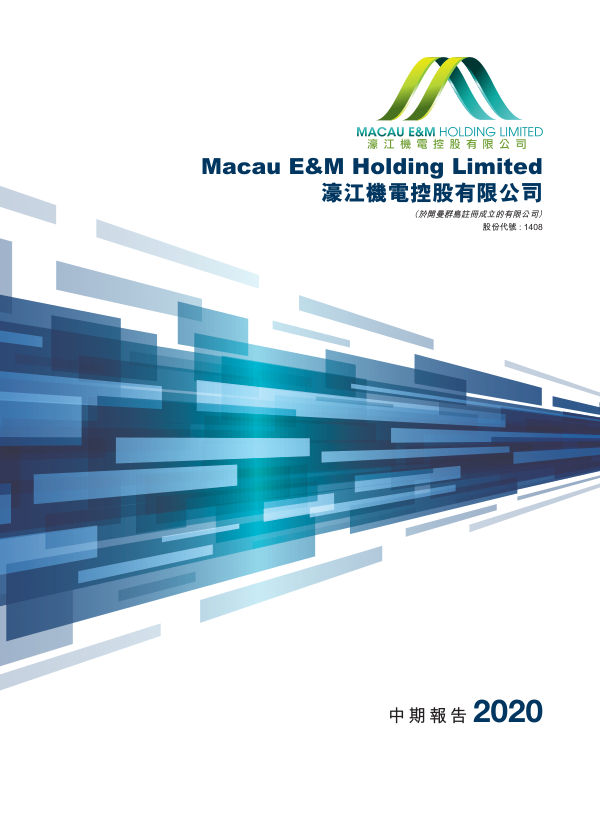 MACAU E&M HOLDING LIMITED
濠江機電控股有限公司
Macau E&M Holding Limited
濠江機電控股有限公司
（於開曼群島註冊成立的有限公司）
股份代號 : 1408
中期報告 2020